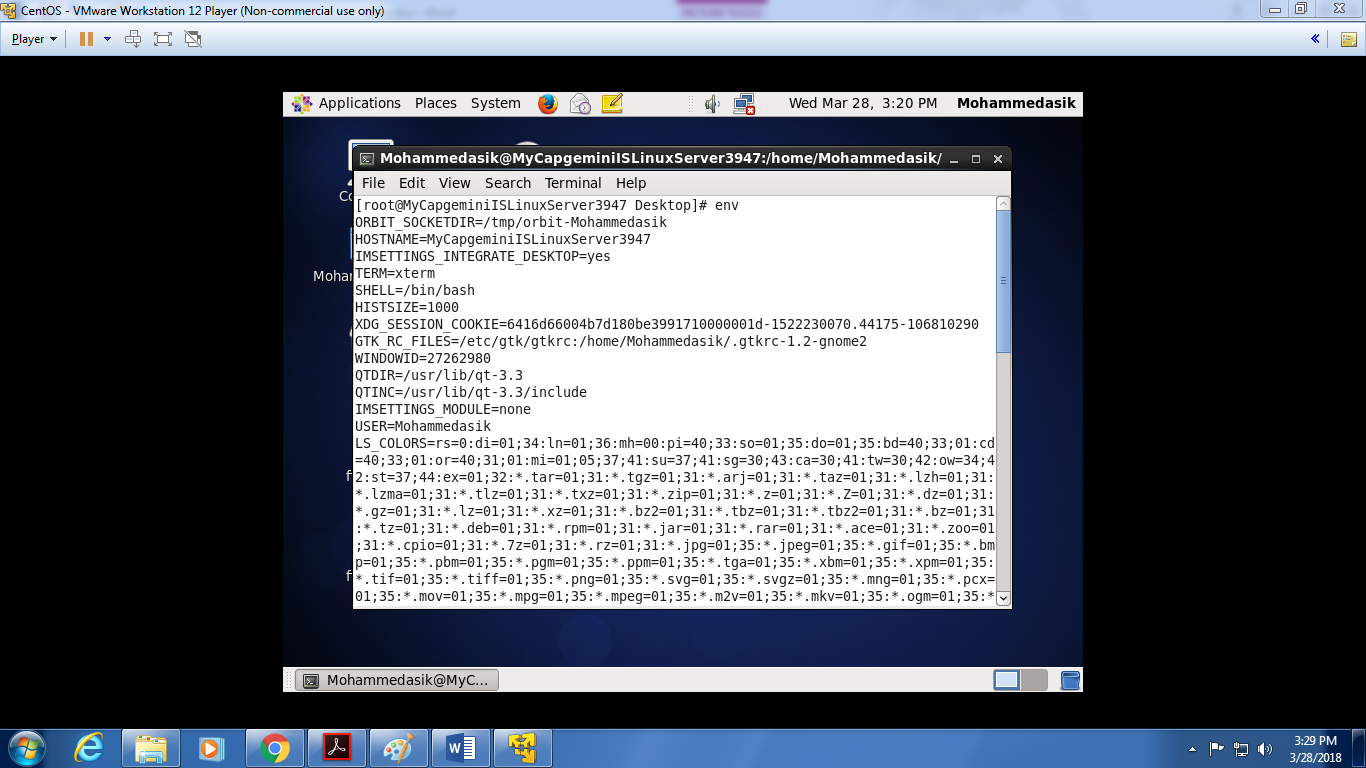 CentOS - VMware Workstation 12 Player (Non-commercial use only)
Player
Applications Places System Wed Mar 28, 3:20 PM Mohammedasik
Mohammedasik@MyCapgeminiISLinuxServer3947:/home/Mohammedasik/
File Edit View Search Terminal Help
[root@MyCapgeminiISLinuxServer3947 Desktop]# env
ORBIT_SOCKETDIR=/tmp/orbit-Mohammedasik
HOSTNAME=MyCapgeminiISLinuxServer3947
IMSETTINGS_INTEGRATE_DESKTOP=yes
TERM=xterm
SHELL=/bin/bash
HISTSIZE=1000
XDG_SESSION_COOKIE=6416d66004b7d180be3991710000001d-1522230070.44175-106810290
GTK_RC_FILES=/etc/gtk/gtkrc:/home/Mohammedasik/.gtkrc-1.2-gnome2
WINDOWID=27262980
QTDIR=/usr/lib/qt-3.3
QTINC=/usr/lib/qt-3.3/include
IMSETTINGS_MODULE=none
USER=Mohammedasik
LS_COLORS=rs=0:di=01;34:ln=01;36:mh=00:pi=40;33:so=01;35:do=01;35:bd=40;33;01:cd
=40;33;01:or=40;31;01:mi=01;05;37;41:su=37;41:sg=30;43:ca=30;41:tw=30;42:ow=34;4
2:st=37;44:ex=01;32:*.tar=01;31:*.tgz=01;31:*.arj=01;31:*.taz=01;31:*.lzh=01;31:
*.lzma=01;31:*.tlz=01;31:*.txz=01;31:*.zip=01;31:*.z=01;31:*.Z=01;31:*.dz=01;31:
*.gz=01;31:*.lz=01;31:*.xz=01;31:*.bz2=01;31:*.tbz=01;31:*.tbz2=01;31:*.bz=01;31
:*.tz=01;31:*.deb=01;31:*.rpm=01;31:*.jar=01;31:*.rar=01;31:*.ace=01;31:*.zoo=01
;31:*.cpio=01;31:*.7z=01;31:*.rz=01;31:*.jpg=01;35:*.jpeg=01;35:*.gif=01;35:*.bm
p=01;35:*.pbm=01;35:*.pgm=01;35:*.ppm=01;35:*.tga=01;35:*.xbm=01;35:*.xpm=01;35:
*.tif=01;35:*.tiff=01;35:*.png=01;35:*.svg=01;35:*.svgz=01;35:*.mng=01;35:*.pcx=
01;35:*.mov=01;35:*.mpg=01;35:*.mpeg=01;35:*.m2v=01;35:*.mkv=01;35:*.ogm=01;35:*
Mohammedasik@MyC...
3:29 PM
3/28/2018